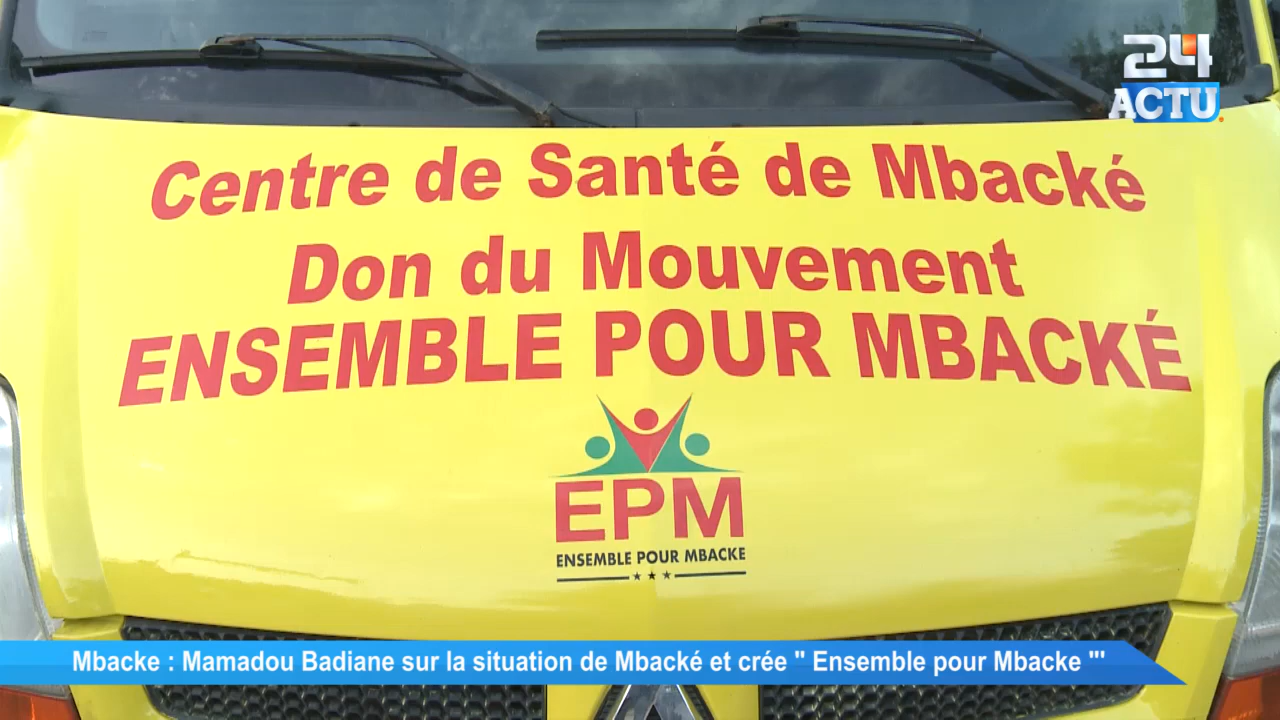 24
ACTU
Centre de Santé de Mbacké
Don du Mouvement
ENSEMBLE POUR MBACKÉ
EPM
ENSEMBLE POUR MBACKE
Mbacke : Mamadou Badiane sur la situation de Mbacké et crée " Ensemble pour Mbacke "'